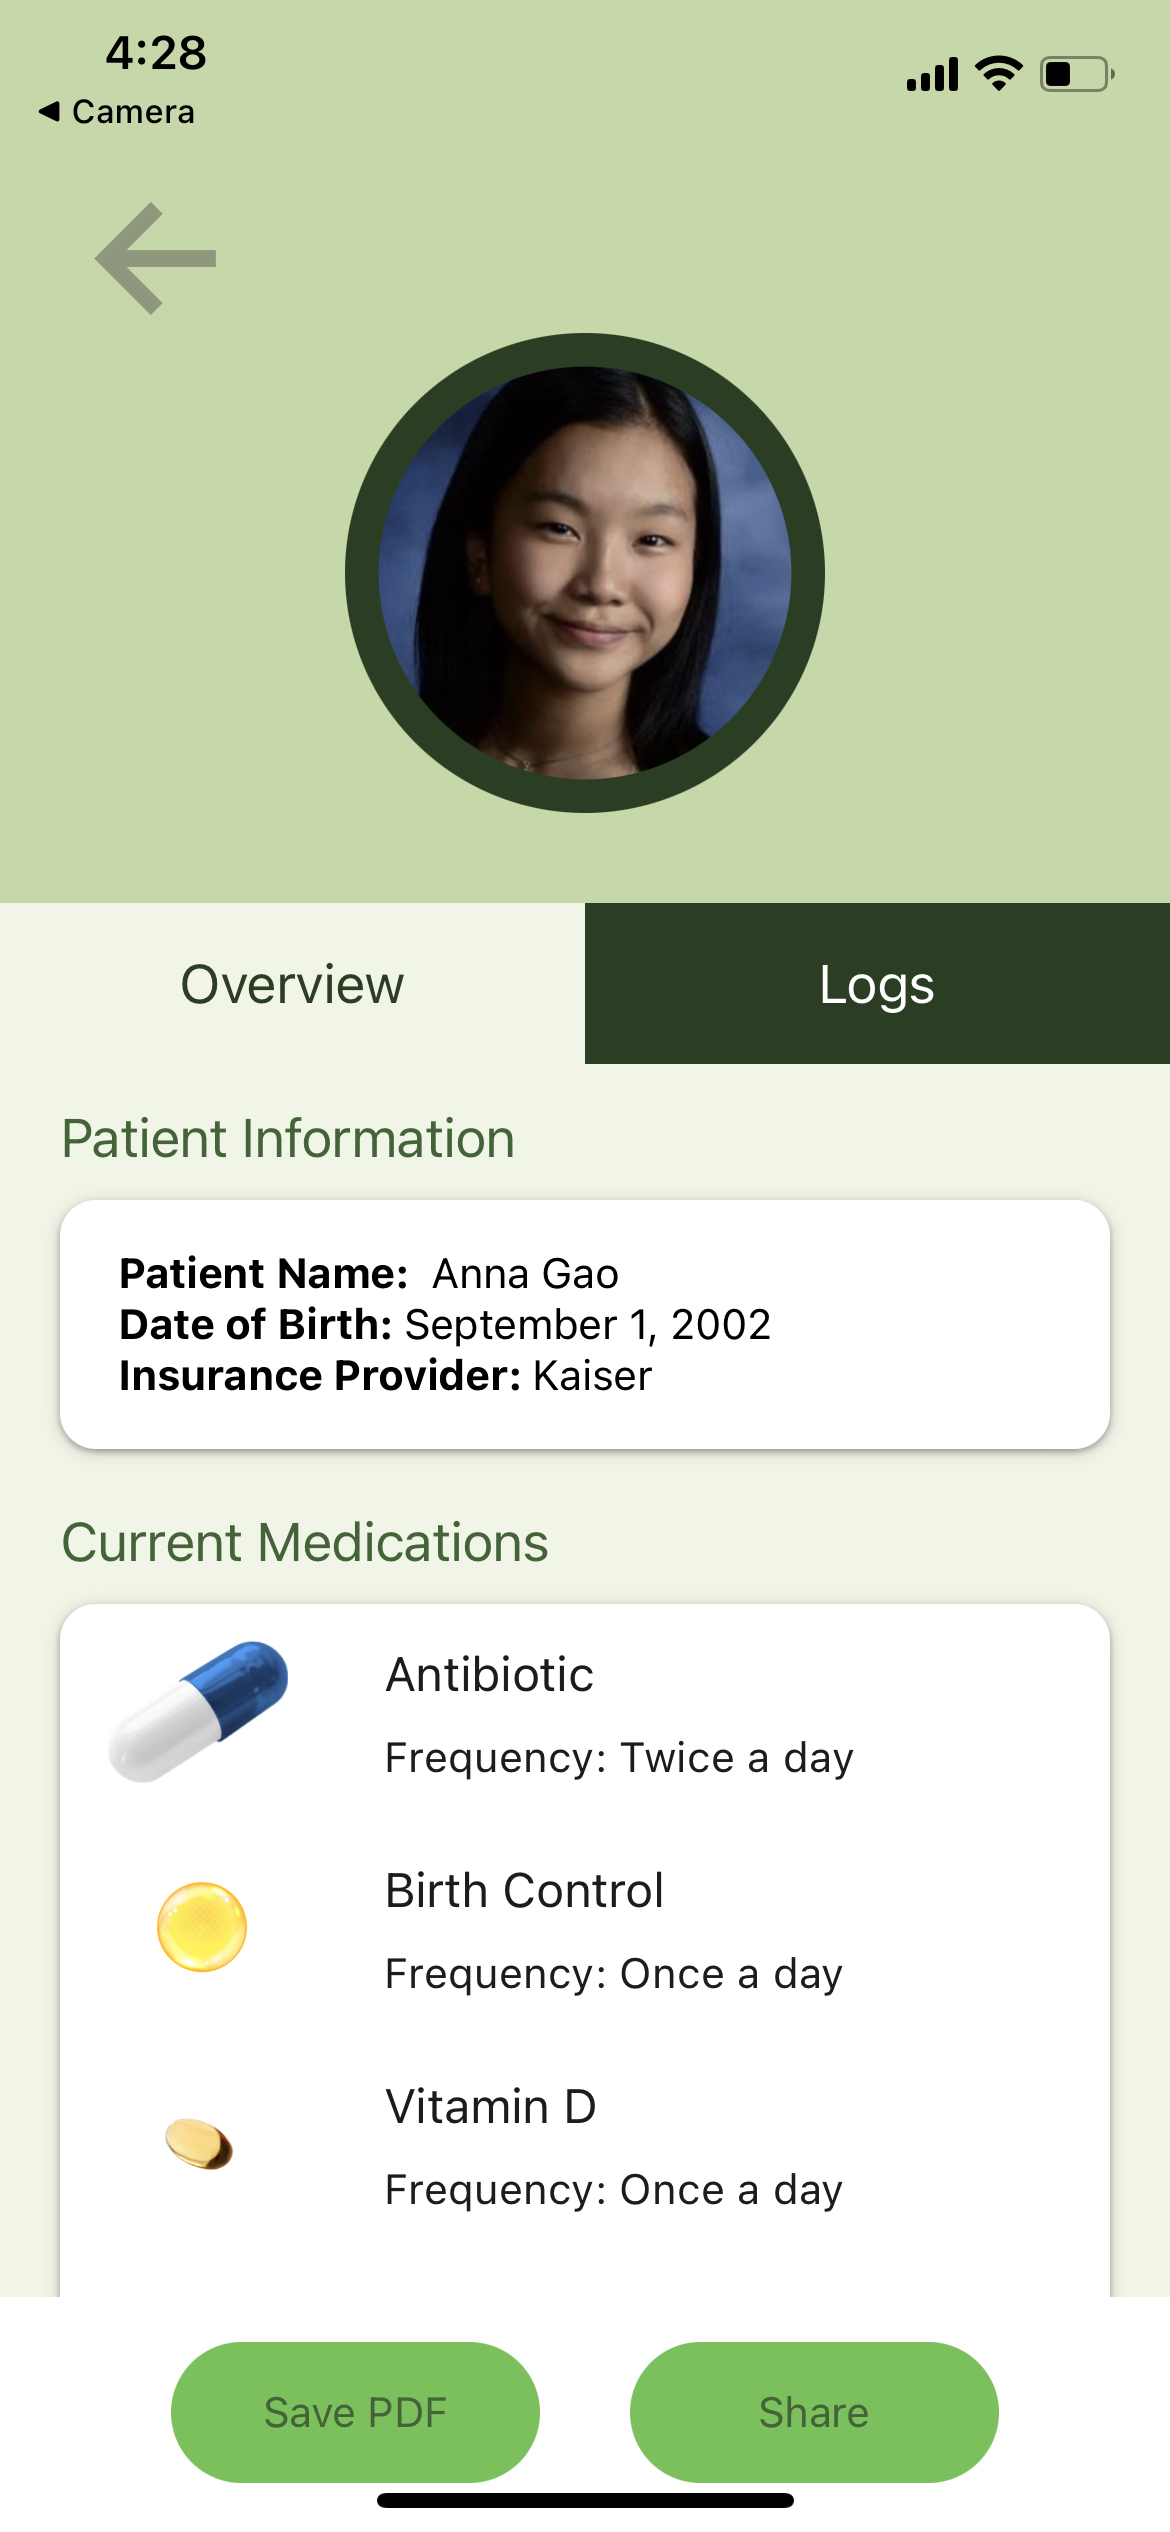 4:28
◀ Camera
Overview
Logs
Patient Information
Patient Name: Anna Gao
Date of Birth: September 1, 2002
Insurance Provider: Kaiser
Current Medications
Antibiotic
Frequency: Twice a day
Birth Control
Frequency: Once a day
Vitamin D
Frequency: Once a day
Save PDF
Share